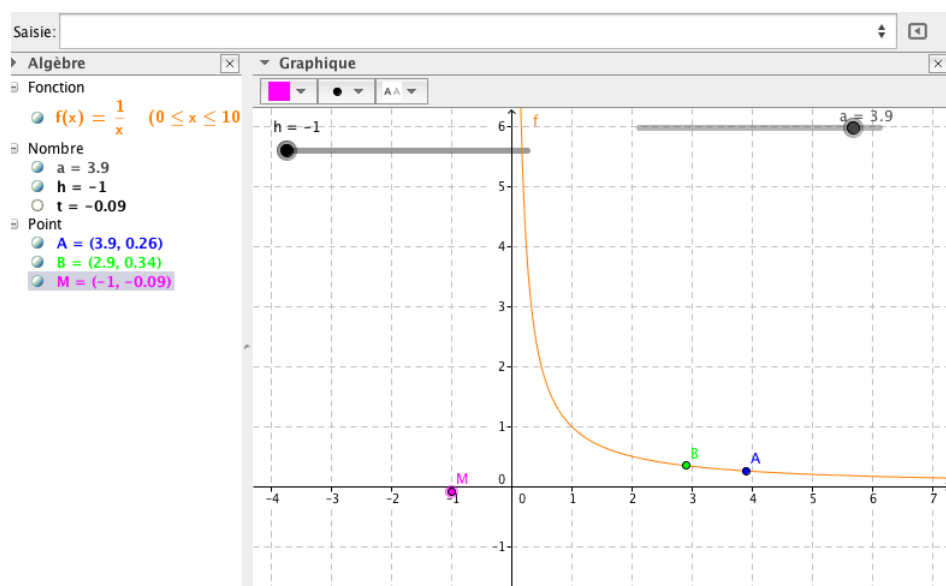 Saisie:
Algèbre
Graphique
Fonction
f(x) = 1/x (0 ≤ x ≤ 10
Nombre
a = 3.9
h = −1
t = −0.09
Point
A = (3.9, 0.26)
B = (2.9, 0.34)
M = (−1, −0.09)
A A
h = −1
a = 3.9
f
6
5
4
3
2
1
0
-1
B
A
M
-4 -3 -2 -1 0 1 2 3 4 5 6 7